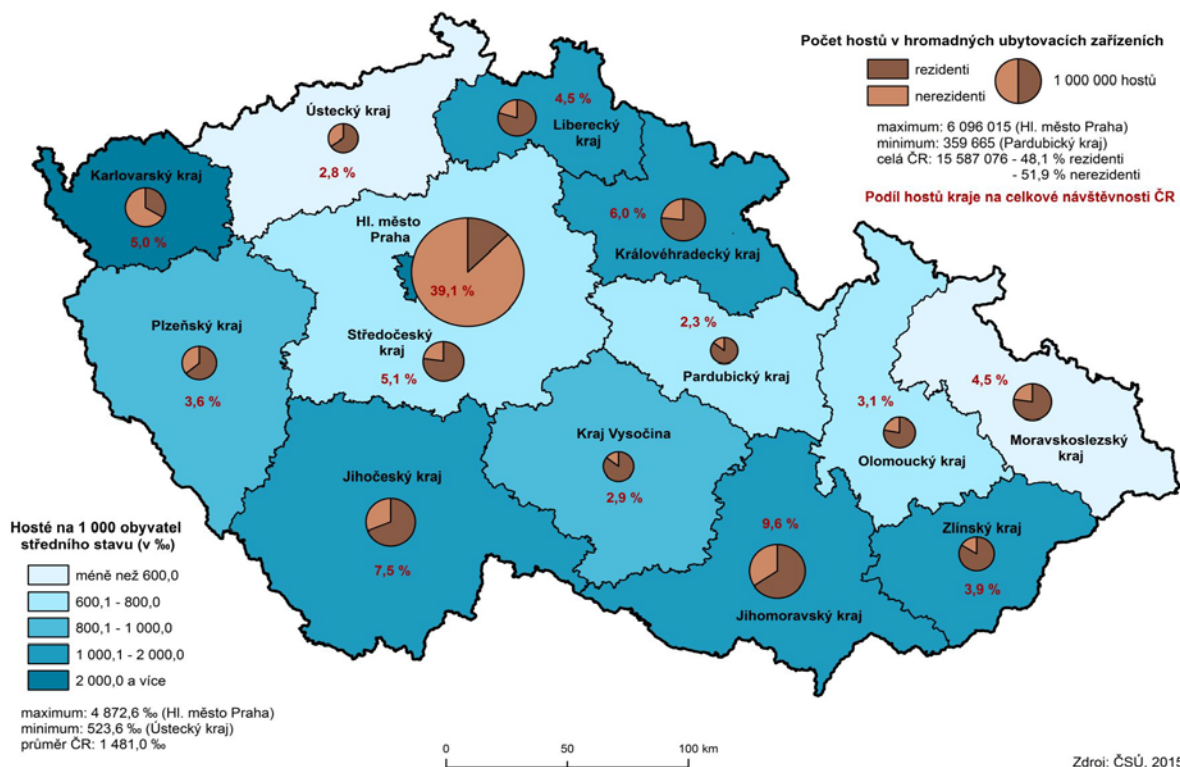 Počet hostů v hromadných ubytovacích zařízeních
rezidenti
nerezidenti
1 000 000 hostů
maximum: 6 096 015 (Hl. město Praha)
minimum: 359 665 (Pardubický kraj)
celá ČR: 15 587 076 - 48,1 % rezidenti
- 51,9 % nerezidenti
Podíl hostů kraje na celkové návštěvnosti ČR
Ústecký kraj
2,8 %
4,5 %
Liberecký
kraj
Karlovarský kraj
5,0 %
Hl. město
Praha
39,1 %
6,0 %
Královéhradecký kraj
Plzeňský kraj
3,6 %
Středočeský
kraj
5,1 %
2,3 %
Pardubický kraj
3,1 %
Olomoucký kraj
4,5 %
Moravskoslezský
kraj
Kraj Vysočina
2,9 %
Jihočeský kraj
7,5 %
9,6 %
Jihomoravský kraj
Zlínský kraj
3,9 %
Hosté na 1 000 obyvatel
středního stavu (v ‰)
méně než 600,0
600,1 - 800,0
800,1 - 1 000,0
1 000,1 - 2 000,0
2 000,0 a více
maximum: 4 872,6 ‰ (Hl. město Praha)
minimum: 523,6 ‰ (Ústecký kraj)
průměr ČR: 1 481,0 ‰
0 50 100 km
Zdroj: ČSÚ, 2015